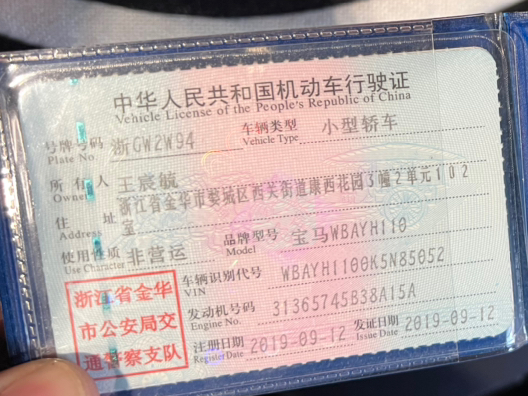 中华人民共和国机动车行驶证
Vehicle License of the People's Republic of China
号牌号码 浙GW2W94 车辆类型 小型轿车
Plate No. Vehicle Type
所有人 王宸毓
Owner
住址 浙江省金华市婺城区西关街道康西花园3幢2单元102室
Address
使用性质 非营运 品牌型号 宝马WBAYH110
Use Character Model
车辆识别代号 WBAYH1100K5N85052
VIN
发动机号码 31365745B38A15A
Engine No.
注册日期 2019-09-12 发证日期 2019-09-12
Register Date Issue Date
浙江省金华
市公安局交
通警察支队